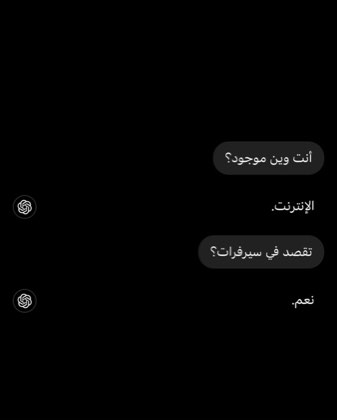 أنت وين موجود؟
الإنترنت.
تقصد في سيرفرات؟
نعم.